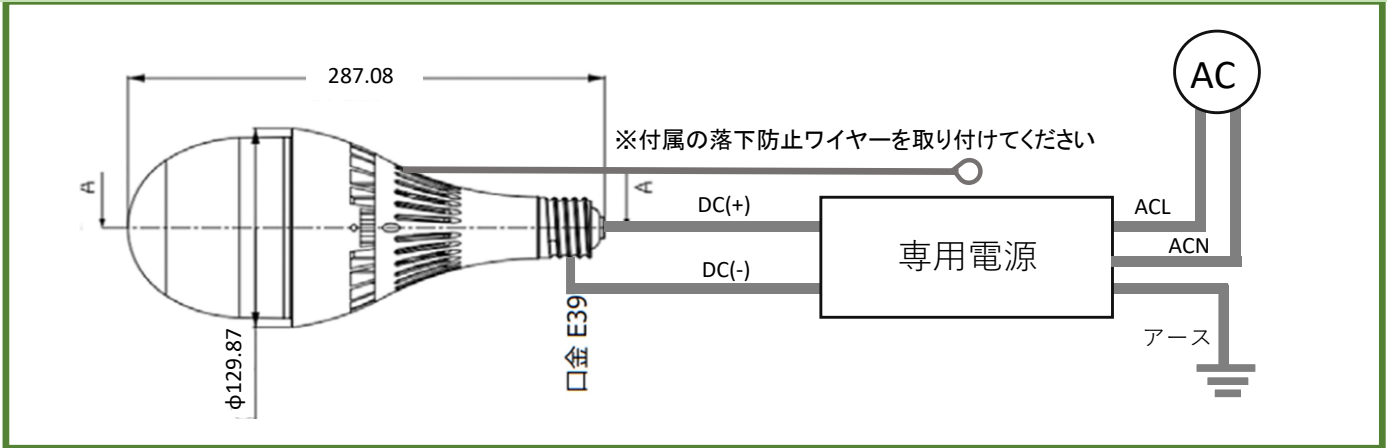 287.08
AC
※付属の落下防止ワイヤーを取り付けてください
A
A
DC(+)
ACL
専用電源
ACN
DC(-)
口金 E39
アース
φ129.87